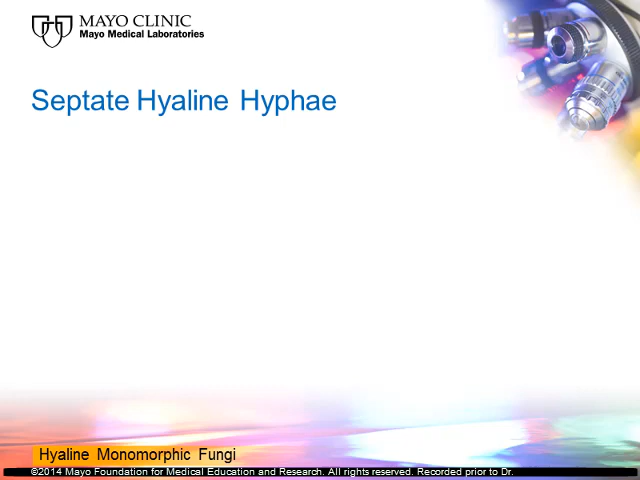 MAYO CLINIC
Mayo Medical Laboratories
Septate Hyaline Hyphae
Hyaline Monomorphic Fungi
©2014 Mayo Foundation for Medical Education and Research. All rights reserved. Recorded prior to Dr.